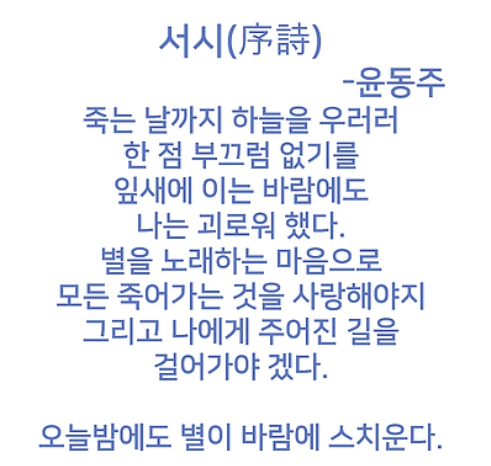 서시(序詩)
-윤동주
죽는 날까지 하늘을 우러러
한 점 부끄럼 없기를
잎새에 이는 바람에도
나는 괴로워 했다.
별을 노래하는 마음으로
모든 죽어가는 것을 사랑해야지
그리고 나에게 주어진 길을
걸어가야 겠다.
오늘밤에도 별이 바람에 스치운다.